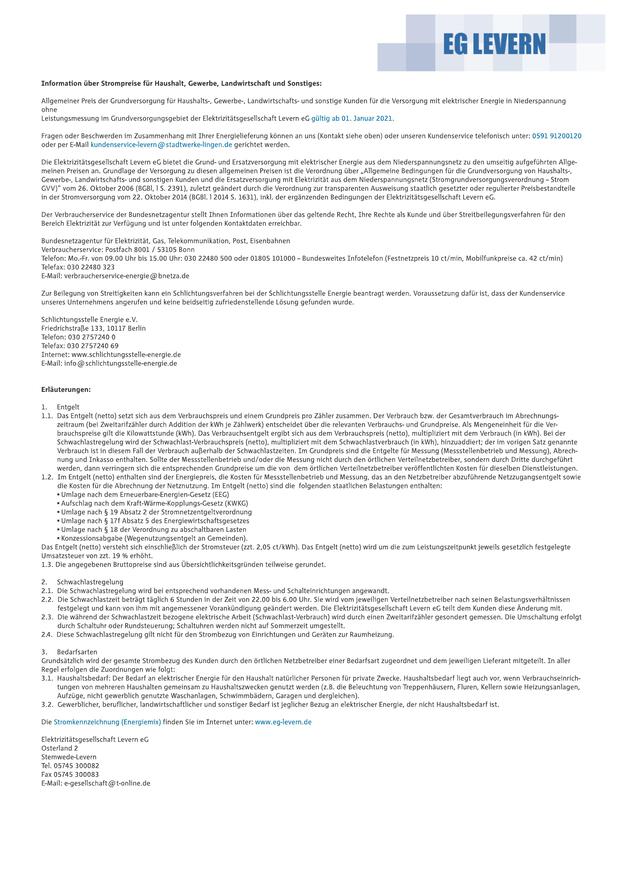 EG LEVERN
Information über Strompreise für Haushalt, Gewerbe, Landwirtschaft und Sonstiges:
Allgemeiner Preis der Grundversorgung für Haushalts-, Gewerbe-, Landwirtschafts- und sonstige Kunden für die Versorgung mit elektrischer Energie in Niederspannung
ohne
Leistungsmessung im Grundversorgungsgebiet der Elektrizitätsgesellschaft Levern eG gültig ab 01. Januar 2021.
Fragen oder Beschwerden im Zusammenhang mit Ihrer Energielieferung können an uns (Kontakt siehe oben) oder unseren Kundenservice telefonisch unter: 0591 91200120
oder per E-Mail kundenservice-levern@stadtwerke-lingen.de gerichtet werden.
Die Elektrizitätsgesellschaft Levern eG bietet die Grund- und Ersatzversorgung mit elektrischer Energie aus dem Niederspannungsnetz zu den umseitig aufgeführten Allge-
meinen Preisen an. Grundlage der Versorgung zu diesen allgemeinen Preisen ist die Verordnung über „Allgemeine Bedingungen für die Grundversorgung von Haushalts-,
Gewerbe-, Landwirtschafts- und sonstigen Kunden und die Ersatzversorgung mit Elektrizität aus dem Niederspannungsnetz (Stromgrundversorgungsverordnung – Strom
GVV)“ vom 26. Oktober 2006 (BGBl, I S. 2391), zuletzt geändert durch die Verordnung zur transparenten Ausweisung staatlich gesetzter oder regulierter Preisbestandteile
in der Stromversorgung vom 22. Oktober 2014 (BGBl. I 2014 S. 1631), inkl. der ergänzenden Bedingungen der Elektrizitätsgesellschaft Levern eG.
Der Verbraucherservice der Bundesnetzagentur stellt Ihnen Informationen über das geltende Recht, Ihre Rechte als Kunde und über Streitbeilegungsverfahren für den
Bereich Elektrizität zur Verfügung und ist unter folgenden Kontaktdaten erreichbar.
Bundesnetzagentur für Elektrizität, Gas, Telekommunikation, Post, Eisenbahnen
Verbraucherservice: Postfach 8001 / 53105 Bonn
Telefon: Mo.-Fr. von 09.00 Uhr bis 15.00 Uhr: 030 22480 500 oder 01805 101000 – Bundesweites Infotelefon (Festnetzpreis 10 ct/min, Mobilfunkpreise ca. 42 ct/min)
Telefax: 030 22480 323
E-Mail: verbraucherservice-energie@bnetza.de
Zur Beilegung von Streitigkeiten kann ein Schlichtungsverfahren bei der Schlichtungsstelle Energie beantragt werden. Voraussetzung dafür ist, dass der Kundenservice
unseres Unternehmens angerufen und keine beidseitig zufriedenstellende Lösung gefunden wurde.
Schlichtungsstelle Energie e.V.
Friedrichstraße 133, 10117 Berlin
Telefon: 030 2757240 0
Telefax: 030 2757240 69
Internet: www.schlichtungsstelle-energie.de
E-Mail: info@schlichtungsstelle-energie.de
Erläuterungen:
1. Entgelt
1.1. Das Entgelt (netto) setzt sich aus dem Verbrauchspreis und einem Grundpreis pro Zähler zusammen. Der Verbrauch bzw. der Gesamtverbrauch im Abrechnungs-
zeitraum (bei Zweitarifzähler durch Addition der kWh je Zählwerk) entscheidet über die relevanten Verbrauchs- und Grundpreise. Als Mengeneinheit für die Ver-
brauchspreise gilt die Kilowattstunde (kWh). Das Verbrauchsentgelt ergibt sich aus dem Verbrauchspreis (netto), multipliziert mit dem Verbrauch (in kWh). Bei der
Schwachlastregelung wird der Schwachlast-Verbrauchspreis (netto), multipliziert mit dem Schwachlastverbrauch (in kWh), hinzuaddiert; der im vorigen Satz genannte
Verbrauch ist in diesem Fall der Verbrauch außerhalb der Schwachlastzeiten. Im Grundpreis sind die Entgelte für Messung (Messstellenbetrieb und Messung), Abrech-
nung und Inkasso enthalten. Sollte der Messstellenbetrieb und/oder die Messung nicht durch den örtlichen Verteilnetzbetreiber, sondern durch Dritte durchgeführt
werden, dann verringern sich die entsprechenden Grundpreise um die von dem örtlichen Verteilnetzbetreiber veröffentlichten Kosten für dieselben Dienstleistungen.
1.2. Im Entgelt (netto) enthalten sind der Energiepreis, die Kosten für Messstellenbetrieb und Messung, das an den Netzbetreiber abzuführende Netzzugangsentgelt sowie
die Kosten für die Abrechnung der Netznutzung. Im Entgelt (netto) sind die folgenden staatlichen Belastungen enthalten:
• Umlage nach dem Erneuerbare-Energien-Gesetz (EEG)
• Aufschlag nach dem Kraft-Wärme-Kopplungs-Gesetz (KWKG)
• Umlage nach § 19 Absatz 2 der Stromnetzentgeltverordnung
• Umlage nach § 17f Absatz 5 des Energiewirtschaftsgesetzes
• Umlage nach § 18 der Verordnung zu abschaltbaren Lasten
• Konzessionsabgabe (Wegenutzungsentgelt an Gemeinden).
Das Entgelt (netto) versteht sich einschließlich der Stromsteuer (zzt. 2,05 ct/kWh). Das Entgelt (netto) wird um die zum Leistungszeitpunkt jeweils gesetzlich festgelegte
Umsatzsteuer von zzt. 19 % erhöht.
1.3. Die angegebenen Bruttopreise sind aus Übersichtlichkeitsgründen teilweise gerundet.
2. Schwachlastregelung
2.1. Die Schwachlastregelung wird bei entsprechend vorhandenen Mess- und Schalteinrichtungen angewandt.
2.2. Die Schwachlastzeit beträgt täglich 6 Stunden in der Zeit von 22.00 bis 6.00 Uhr. Sie wird vom jeweiligen Verteilnetzbetreiber nach seinen Belastungsverhältnissen
festgelegt und kann von ihm mit angemessener Vorankündigung geändert werden. Die Elektrizitätsgesellschaft Levern eG teilt dem Kunden diese Änderung mit.
2.3. Die während der Schwachlastzeit bezogene elektrische Arbeit (Schwachlast-Verbrauch) wird durch einen Zweitarifzähler gesondert gemessen. Die Umschaltung erfolgt
durch Schaltuhr oder Rundsteuerung; Schaltuhren werden nicht auf Sommerzeit umgestellt.
2.4. Diese Schwachlastregelung gilt nicht für den Strombezug von Einrichtungen und Geräten zur Raumheizung.
3. Bedarfsarten
Grundsätzlich wird der gesamte Strombezug des Kunden durch den örtlichen Netzbetreiber einer Bedarfsart zugeordnet und dem jeweiligen Lieferant mitgeteilt. In aller
Regel erfolgen die Zuordnungen wie folgt:
3.1. Haushaltsbedarf: Der Bedarf an elektrischer Energie für den Haushalt natürlicher Personen für private Zwecke. Haushaltsbedarf liegt auch vor, wenn Verbrauchseinrich-
tungen von mehreren Haushalten gemeinsam zu Haushaltszwecken genutzt werden (z.B. die Beleuchtung von Treppenhäusern, Fluren, Kellern sowie Heizungsanlagen,
Aufzüge, nicht gewerblich genutzte Waschanlagen, Schwimmbädern, Garagen und dergleichen).
3.2. Gewerblicher, beruflicher, landwirtschaftlicher und sonstiger Bedarf ist jeglicher Bezug an elektrischer Energie, der nicht Haushaltsbedarf ist.
Die Stromkennzeichnung (Energiemix) finden Sie im Internet unter: www.eg-levern.de
Elektrizitätsgesellschaft Levern eG
Osterland 2
Stemwede-Levern
Tel. 05745 300082
Fax 05745 300083
E-Mail: e-gesellschaft@t-online.de